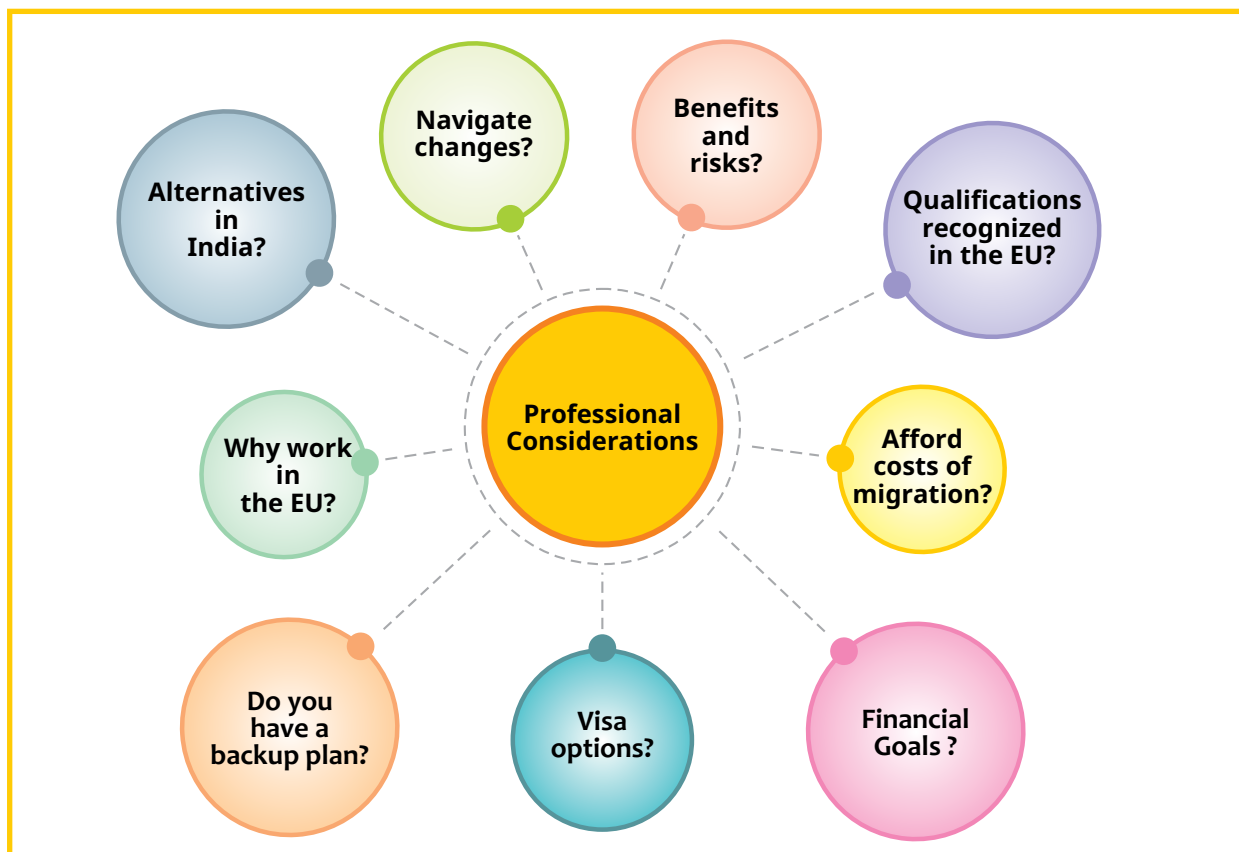 Navigate
changes?
Benefits
and
risks?
Alternatives
in
India?
Qualifications
recognized
in the EU?
Professional
Considerations
Why work
in
the EU?
Afford
costs of
migration?
Do you
have a
backup plan?
Visa
options?
Financial
Goals ?